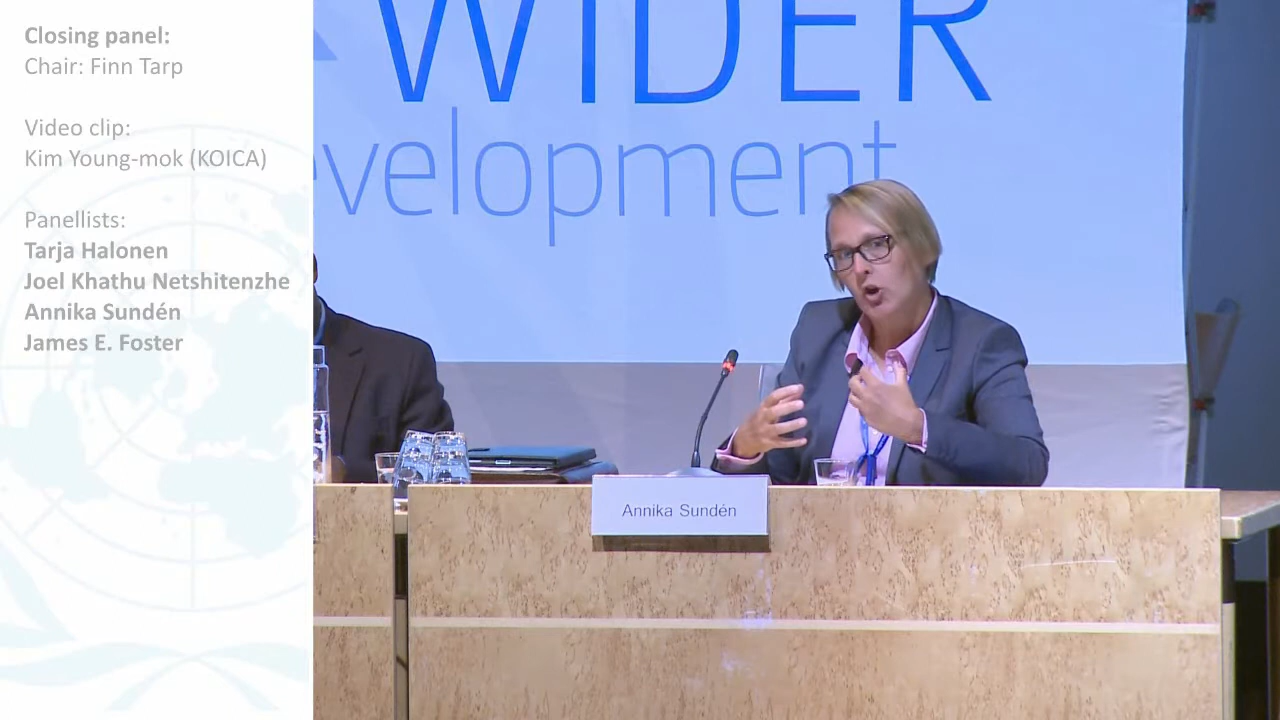 Closing panel:
Chair: Finn Tarp
Video clip:
Kim Young-mok (KOICA)
Panellists:
Tarja Halonen
Joel Khathu Netshitenzhe
Annika Sundén
James E. Foster
WIDER
evelopment
Annika Sundén